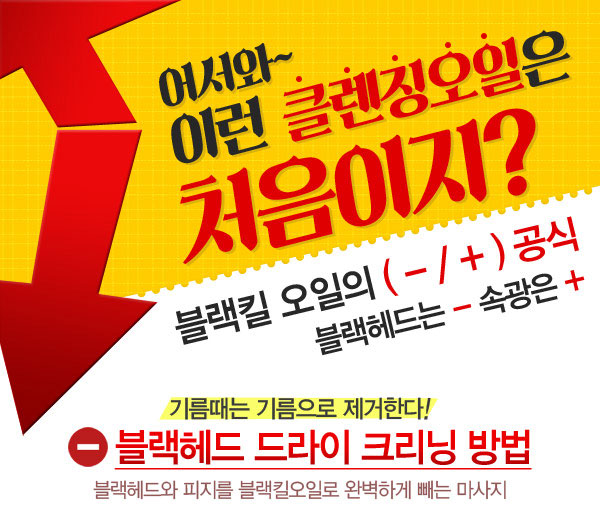 어서와~
이런 클렌징오일은
처음이지?
블랙킬 오일의 ( - / + ) 공식
블랙헤드는 - 속광은 +
기름때는 기름으로 제거한다!
블랙헤드 드라이 크리닝 방법
블랙헤드와 피지를 블랙킬오일로 완벽하게 빼는 마사지